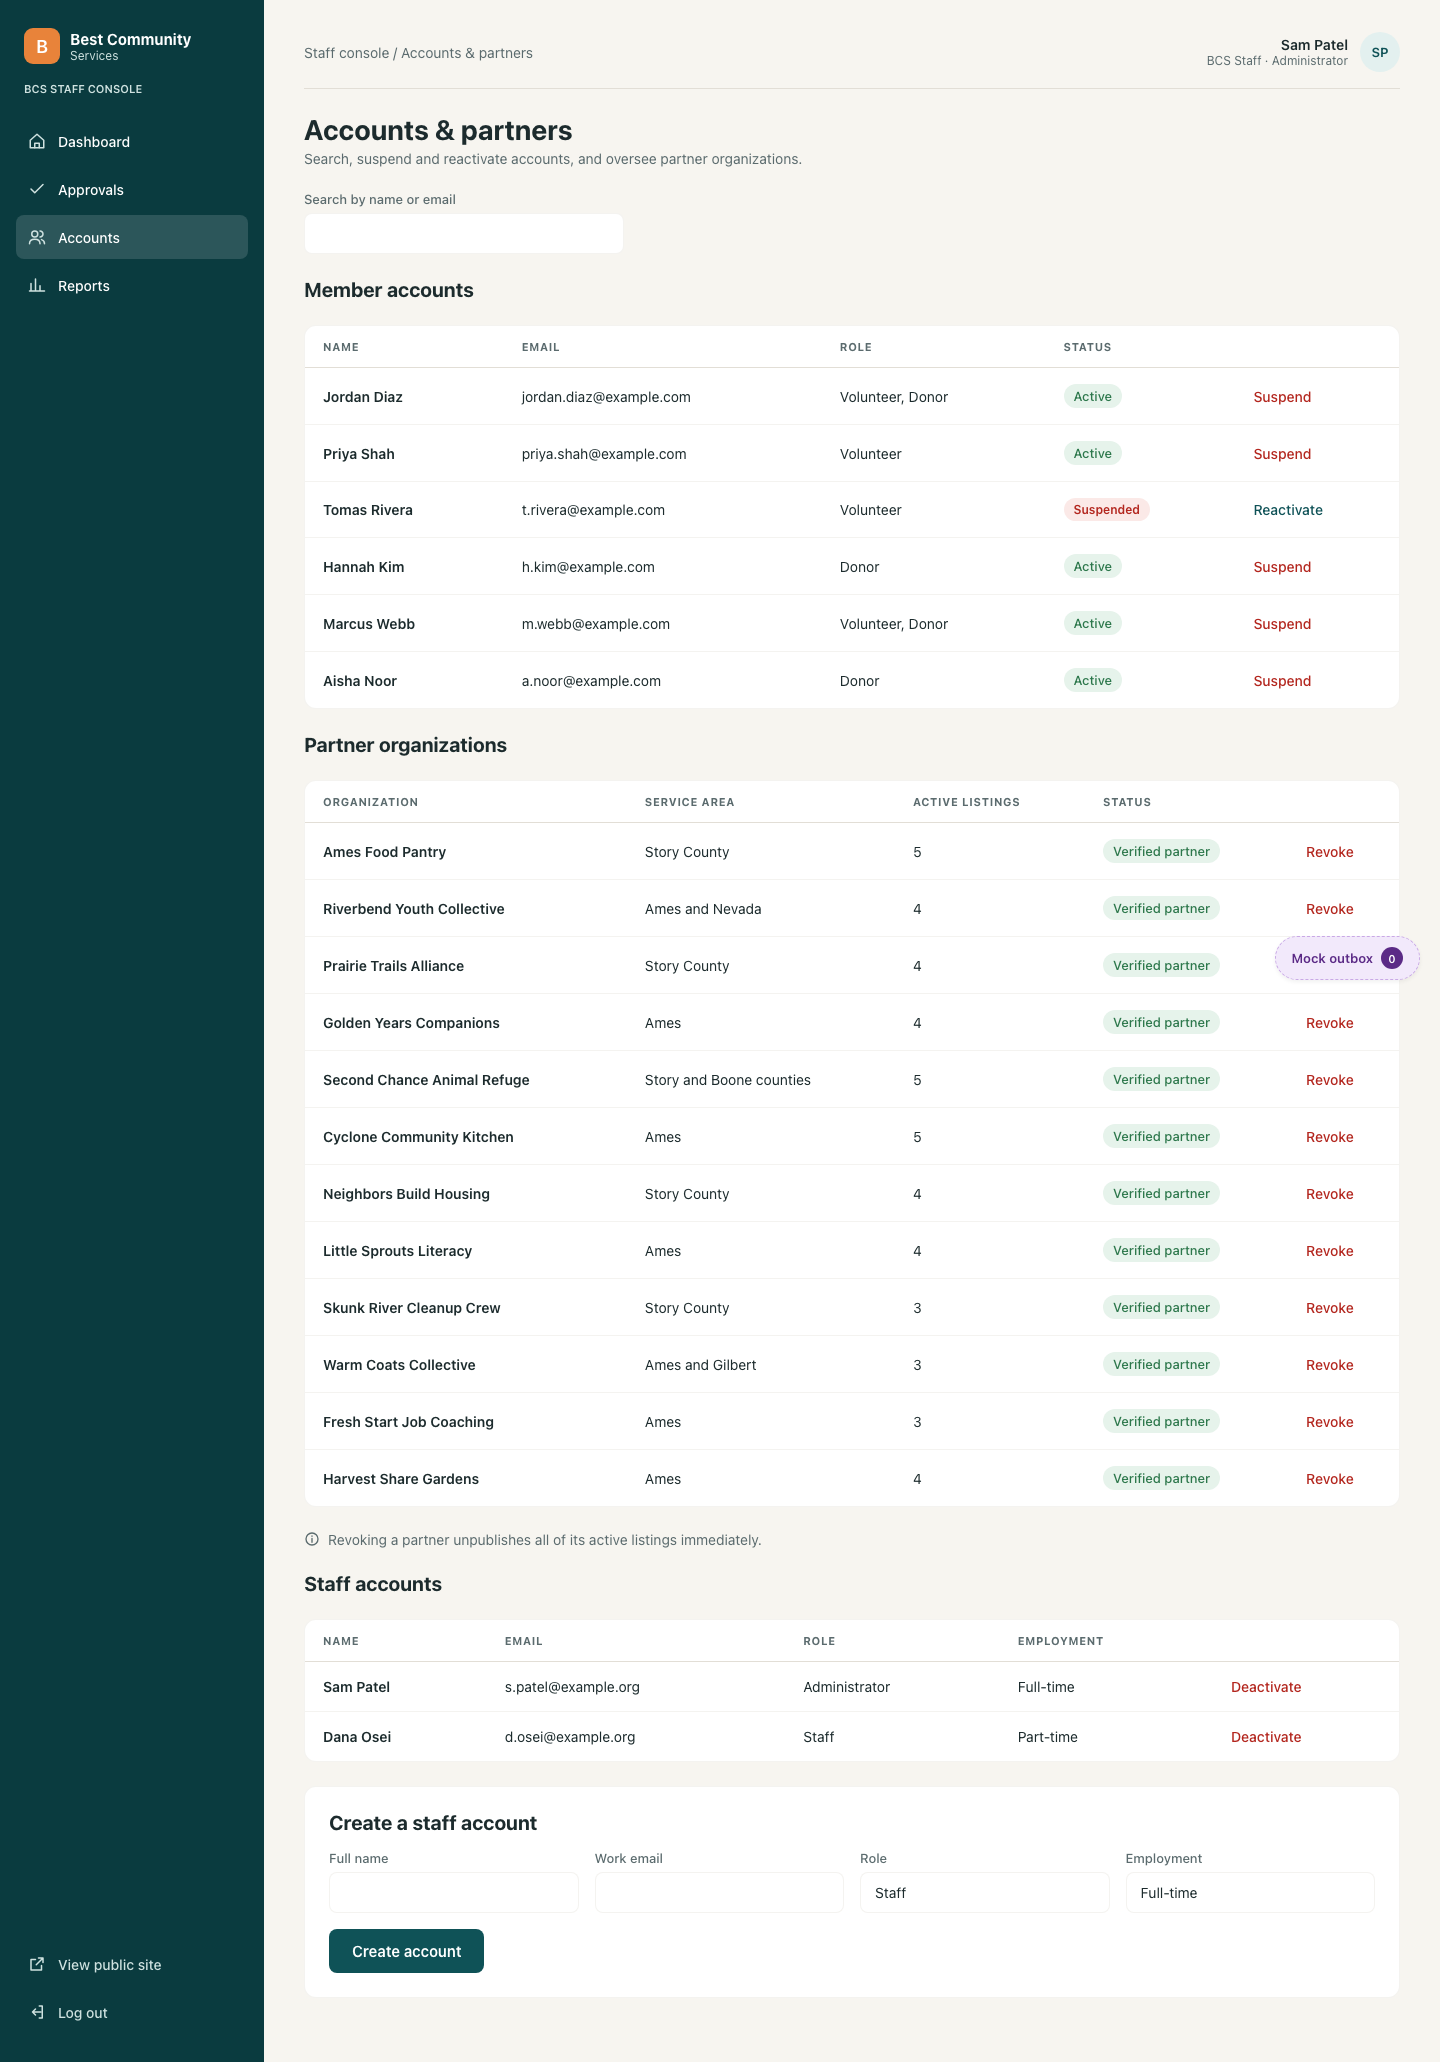 B
Best Community
Services
BCS STAFF CONSOLE
Dashboard
Approvals
Accounts
Reports
View public site
Log out
Staff console / Accounts & partners
Sam Patel
BCS Staff · Administrator
SP
Accounts & partners
Search, suspend and reactivate accounts, and oversee partner organizations.
Search by name or email
Member accounts
NAME EMAIL ROLE STATUS
Jordan Diaz jordan.diaz@example.com Volunteer, Donor Active Suspend
Priya Shah priya.shah@example.com Volunteer Active Suspend
Tomas Rivera t.rivera@example.com Volunteer Suspended Reactivate
Hannah Kim h.kim@example.com Donor Active Suspend
Marcus Webb m.webb@example.com Volunteer, Donor Active Suspend
Aisha Noor a.noor@example.com Donor Active Suspend
Partner organizations
ORGANIZATION SERVICE AREA ACTIVE LISTINGS STATUS
Ames Food Pantry Story County 5 Verified partner Revoke
Riverbend Youth Collective Ames and Nevada 4 Verified partner Revoke
Prairie Trails Alliance Story County 4 Verified partner
Mock outbox 0
Golden Years Companions Ames 4 Verified partner Revoke
Second Chance Animal Refuge Story and Boone counties 5 Verified partner Revoke
Cyclone Community Kitchen Ames 5 Verified partner Revoke
Neighbors Build Housing Story County 4 Verified partner Revoke
Little Sprouts Literacy Ames 4 Verified partner Revoke
Skunk River Cleanup Crew Story County 3 Verified partner Revoke
Warm Coats Collective Ames and Gilbert 3 Verified partner Revoke
Fresh Start Job Coaching Ames 3 Verified partner Revoke
Harvest Share Gardens Ames 4 Verified partner Revoke
Revoking a partner unpublishes all of its active listings immediately.
Staff accounts
NAME EMAIL ROLE EMPLOYMENT
Sam Patel s.patel@example.org Administrator Full-time Deactivate
Dana Osei d.osei@example.org Staff Part-time Deactivate
Create a staff account
Full name Work email Role Employment
Staff Full-time
Create account